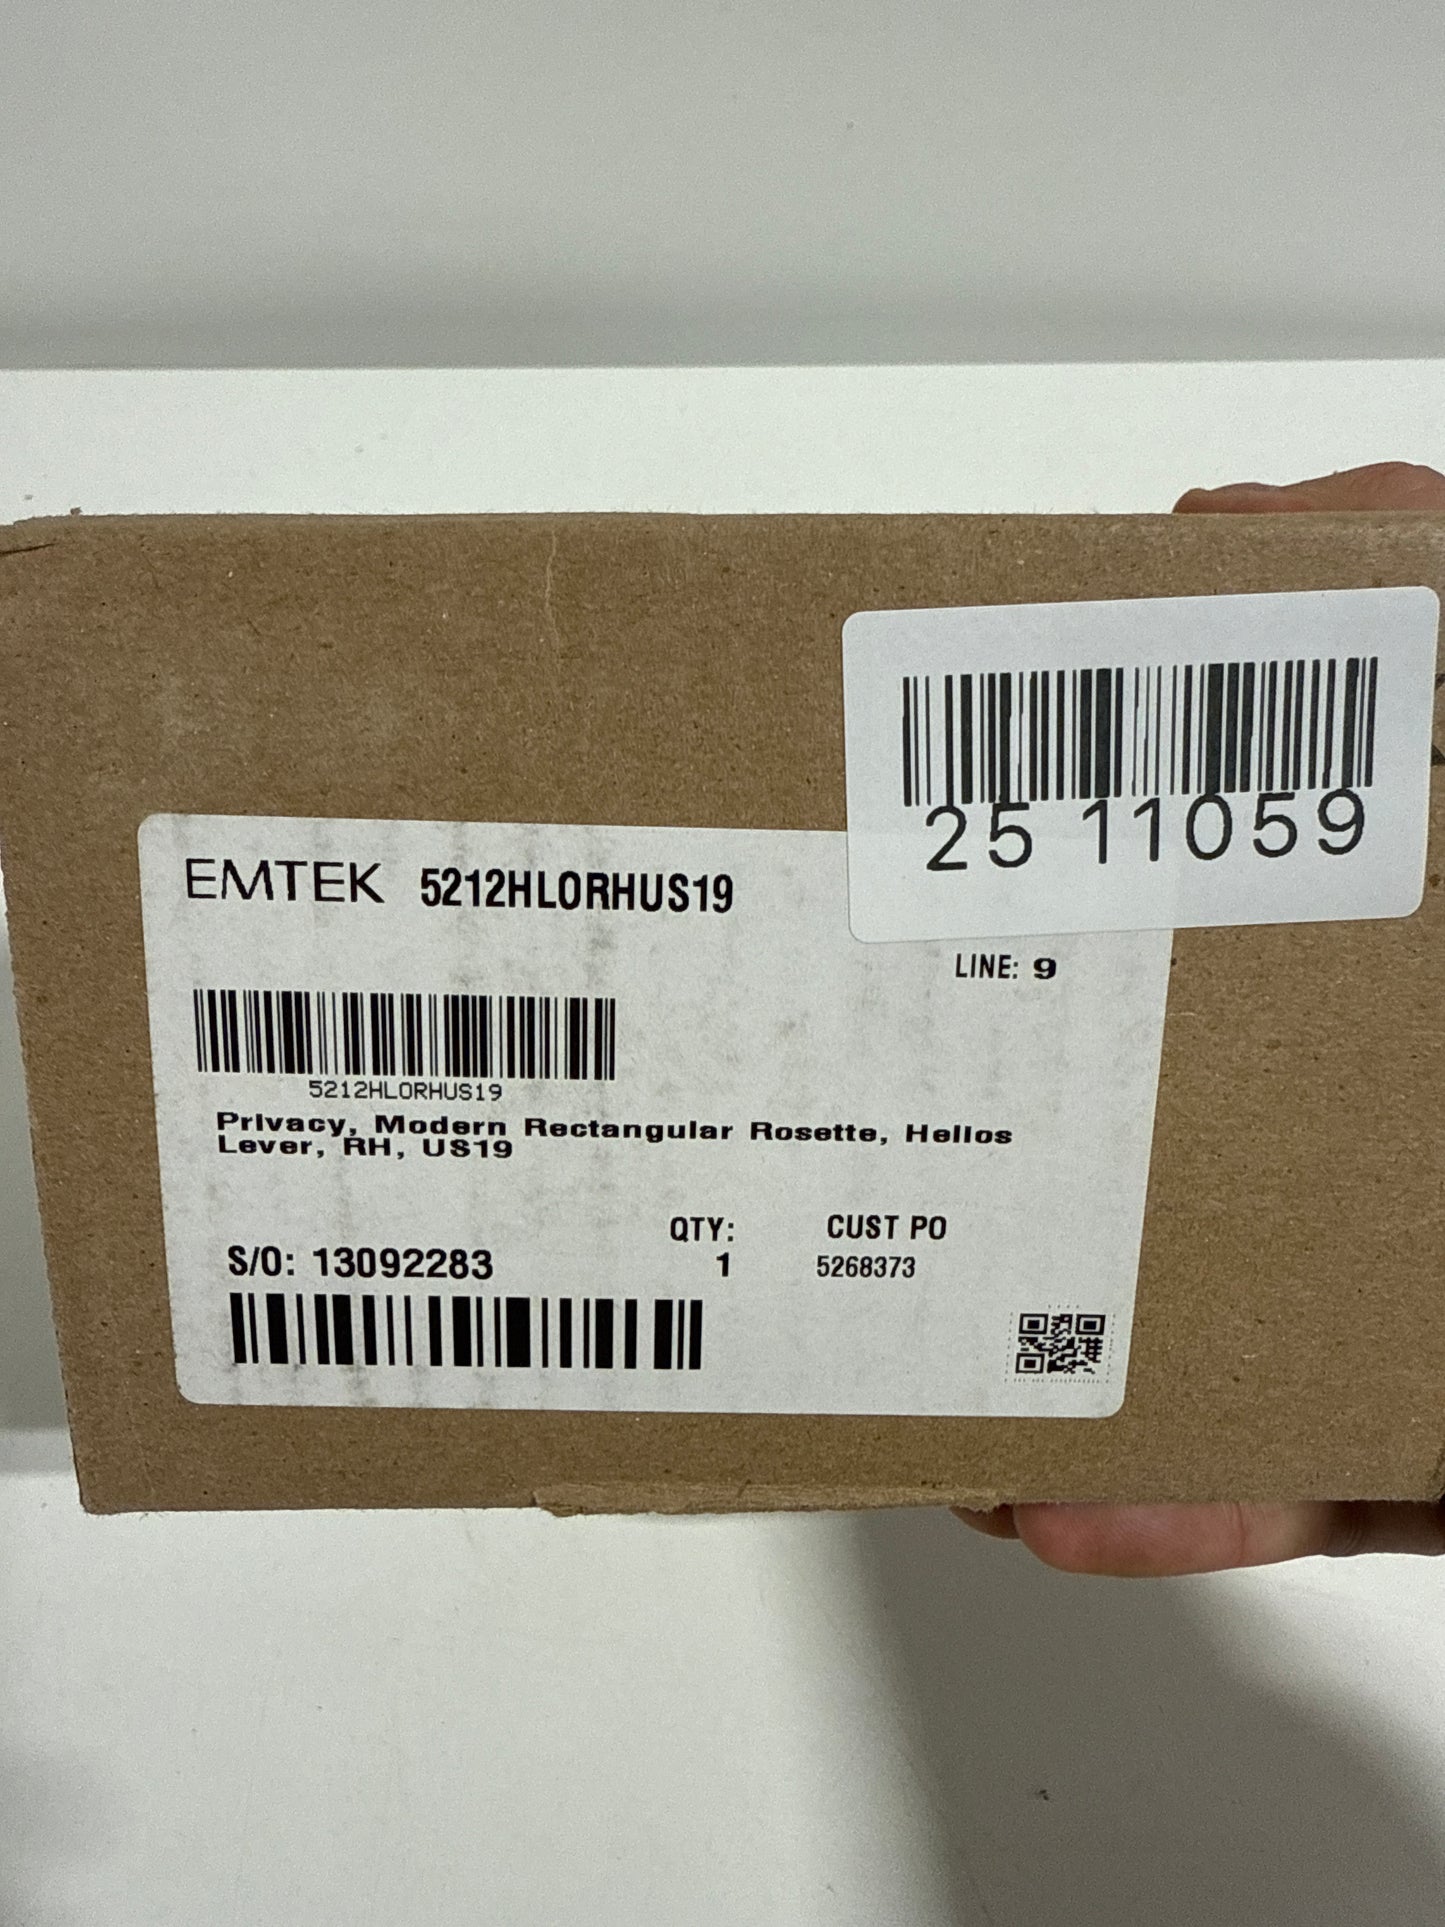 25 11059
EMTEK 5212HLORHUS19
LINE: 9
5212HLORHUS19
Privacy, Modern Rectangular Rosette, Helios
Lever, RH, US19
QTY: CUST PO
S/O: 13092283 1 5268373